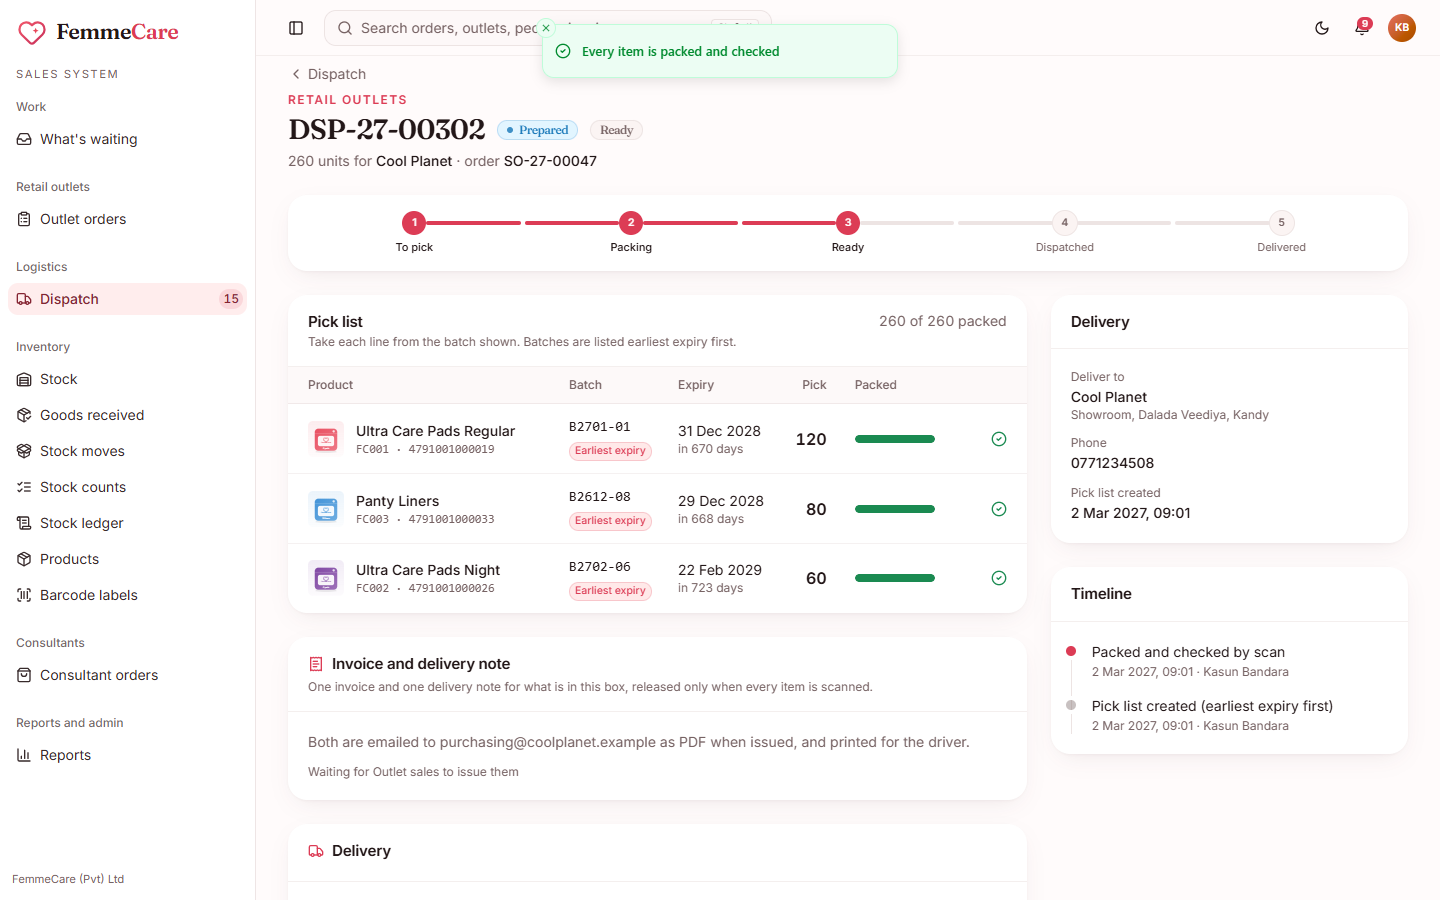 FemmeCare
SALES SYSTEM
Work
What's waiting
Retail outlets
Outlet orders
Logistics
Dispatch 15
Inventory
Stock
Goods received
Stock moves
Stock counts
Stock ledger
Products
Barcode labels
Consultants
Consultant orders
Reports and admin
Reports
FemmeCare (Pvt) Ltd
Search orders, outlets,
9
KB
Every item is packed and checked
Dispatch
RETAIL OUTLETS
DSP-27-00302 Prepared Ready
260 units for Cool Planet · order SO-27-00047
1 2 3 4 5
To pick Packing Ready Dispatched Delivered
Pick list 260 of 260 packed
Take each line from the batch shown. Batches are listed earliest expiry first.
Product Batch Expiry Pick Packed
Ultra Care Pads Regular B2701-01 31 Dec 2028 120
FC001 · 4791001000019 Earliest expiry in 670 days
Panty Liners B2612-08 29 Dec 2028 80
FC003 · 4791001000033 Earliest expiry in 668 days
Ultra Care Pads Night B2702-06 22 Feb 2029 60
FC002 · 4791001000026 Earliest expiry in 723 days
Invoice and delivery note
One invoice and one delivery note for what is in this box, released only when every item is scanned.
Both are emailed to purchasing@coolplanet.example as PDF when issued, and printed for the driver.
Waiting for Outlet sales to issue them
Delivery
Delivery
Deliver to
Cool Planet
Showroom, Dalada Veediya, Kandy
Phone
0771234508
Pick list created
2 Mar 2027, 09:01
Timeline
Packed and checked by scan
2 Mar 2027, 09:01 · Kasun Bandara
Pick list created (earliest expiry first)
2 Mar 2027, 09:01 · Kasun Bandara